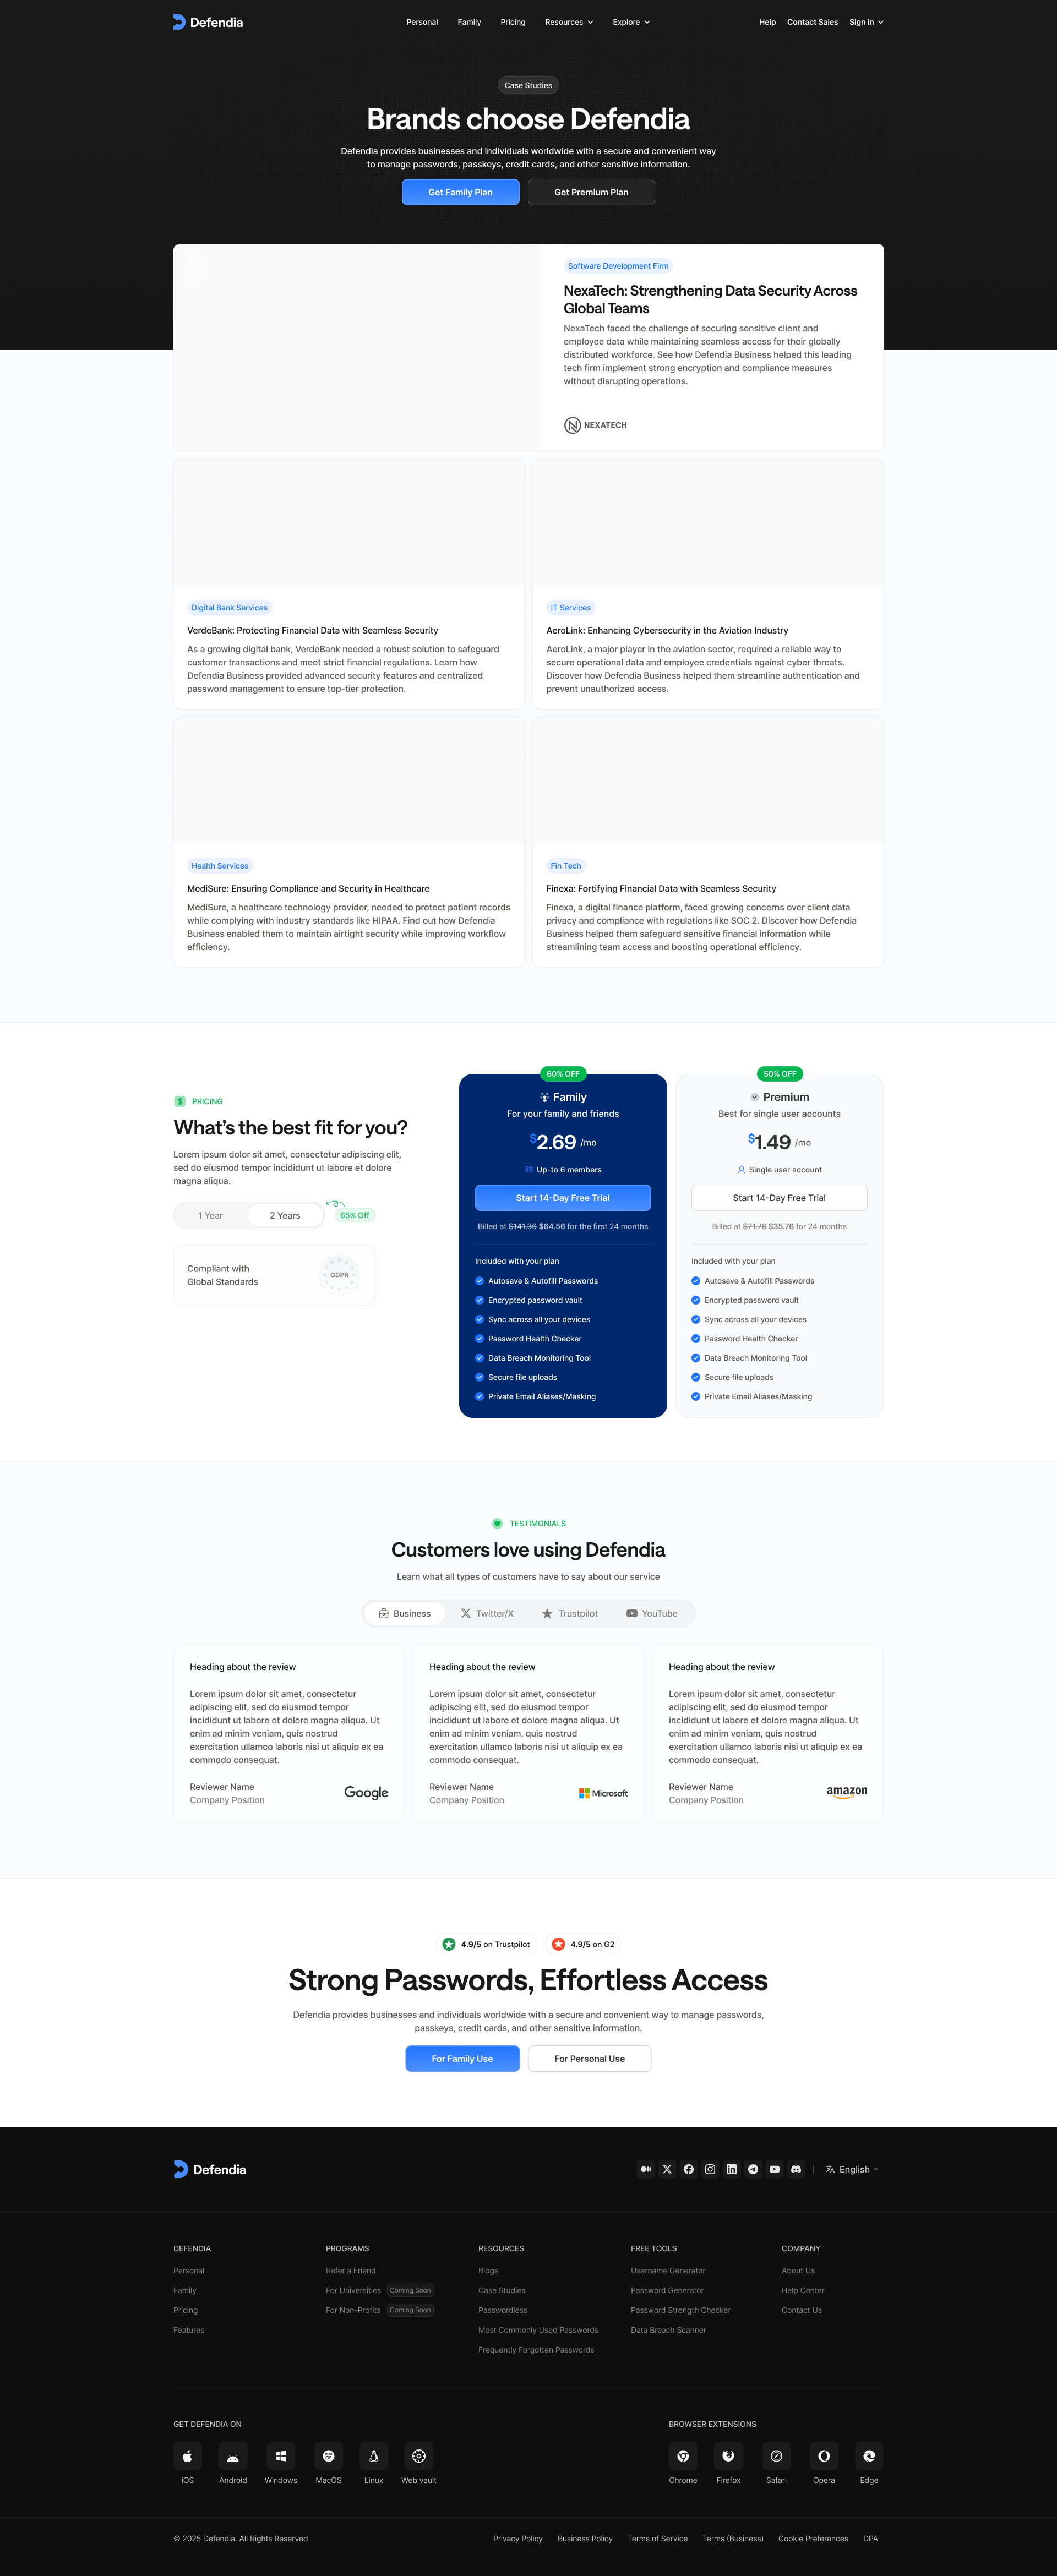 Defendia
Personal
Family
Pricing
Resources
Explore
Help
Contact Sales
Sign in
Case Studies
Brands choose Defendia
Defendia provides businesses and individuals worldwide with a secure and convenient way
to manage passwords, passkeys, credit cards, and other sensitive information.
Get Family Plan
Get Premium Plan
Software Development Firm
NexaTech: Strengthening Data Security Across
Global Teams
NexaTech faced the challenge of securing sensitive client and
employee data while maintaining seamless access for their globally
distributed workforce. See how Defendia Business helped this leading
tech firm implement strong encryption and compliance measures
without disrupting operations.
NEXATECH
Digital Bank Services
VerdeBank: Protecting Financial Data with Seamless Security
As a growing digital bank, VerdeBank needed a robust solution to safeguard
customer transactions and meet strict financial regulations. Learn how
Defendia Business provided advanced security features and centralized
password management to ensure top-tier protection.
IT Services
AeroLink: Enhancing Cybersecurity in the Aviation Industry
AeroLink, a major player in the aviation sector, required a reliable way to
secure operational data and employee credentials against cyber threats.
Discover how Defendia Business helped them streamline authentication and
prevent unauthorized access.
Health Services
MediSure: Ensuring Compliance and Security in Healthcare
MediSure, a healthcare technology provider, needed to protect patient records
while complying with industry standards like HIPAA. Find out how Defendia
Business enabled them to maintain airtight security while improving workflow
efficiency.
Fin Tech
Finexa: Fortifying Financial Data with Seamless Security
Finexa, a digital finance platform, faced growing concerns over client data
privacy and compliance with regulations like SOC 2. Discover how Defendia
Business helped them safeguard sensitive financial information while
streamlining team access and boosting operational efficiency.
$ PRICING
What's the best fit for you?
Lorem ipsum dolor sit amet, consectetur adipiscing elit,
sed do eiusmod tempor incididunt ut labore et dolore
magna aliqua.
1 Year
2 Years
65% Off
Compliant with
Global Standards
GDPR
60% OFF
Family
For your family and friends
$2.69 /mo
Up-to 6 members
Start 14-Day Free Trial
Billed at $141.36 $64.56 for the first 24 months
Included with your plan
Autosave & Autofill Passwords
Encrypted password vault
Sync across all your devices
Password Health Checker
Data Breach Monitoring Tool
Secure file uploads
Private Email Aliases/Masking
50% OFF
Premium
Best for single user accounts
$1.49 /mo
Single user account
Start 14-Day Free Trial
Billed at $71.76 $35.76 for 24 months
Included with your plan
Autosave & Autofill Passwords
Encrypted password vault
Sync across all your devices
Password Health Checker
Data Breach Monitoring Tool
Secure file uploads
Private Email Aliases/Masking
TESTIMONIALS
Customers love using Defendia
Learn what all types of customers have to say about our service
Business
Twitter/X
Trustpilot
YouTube
Heading about the review
Lorem ipsum dolor sit amet, consectetur
adipiscing elit, sed do eiusmod tempor
incididunt ut labore et dolore magna aliqua. Ut
enim ad minim veniam, quis nostrud
exercitation ullamco laboris nisi ut aliquip ex ea
commodo consequat.
Reviewer Name
Company Position
Google
Heading about the review
Lorem ipsum dolor sit amet, consectetur
adipiscing elit, sed do eiusmod tempor
incididunt ut labore et dolore magna aliqua. Ut
enim ad minim veniam, quis nostrud
exercitation ullamco laboris nisi ut aliquip ex ea
commodo consequat.
Reviewer Name
Company Position
Microsoft
Heading about the review
Lorem ipsum dolor sit amet, consectetur
adipiscing elit, sed do eiusmod tempor
incididunt ut labore et dolore magna aliqua. Ut
enim ad minim veniam, quis nostrud
exercitation ullamco laboris nisi ut aliquip ex ea
commodo consequat.
Reviewer Name
Company Position
amazon
4.9/5 on Trustpilot
4.9/5 on G2
Strong Passwords, Effortless Access
Defendia provides businesses and individuals worldwide with a secure and convenient way to manage passwords,
passkeys, credit cards, and other sensitive information.
For Family Use
For Personal Use
Defendia
English
DEFENDIA
Personal
Family
Pricing
Features
PROGRAMS
Refer a Friend
For Universities Coming Soon
For Non-Profits Coming Soon
RESOURCES
Blogs
Case Studies
Passwordless
Most Commonly Used Passwords
Frequently Forgotten Passwords
FREE TOOLS
Username Generator
Password Generator
Password Strength Checker
Data Breach Scanner
COMPANY
About Us
Help Center
Contact Us
GET DEFENDIA ON
iOS
Android
Windows
MacOS
Linux
Web vault
BROWSER EXTENSIONS
Chrome
Firefox
Safari
Opera
Edge
© 2025 Defendia. All Rights Reserved
Privacy Policy
Business Policy
Terms of Service
Terms (Business)
Cookie Preferences
DPA